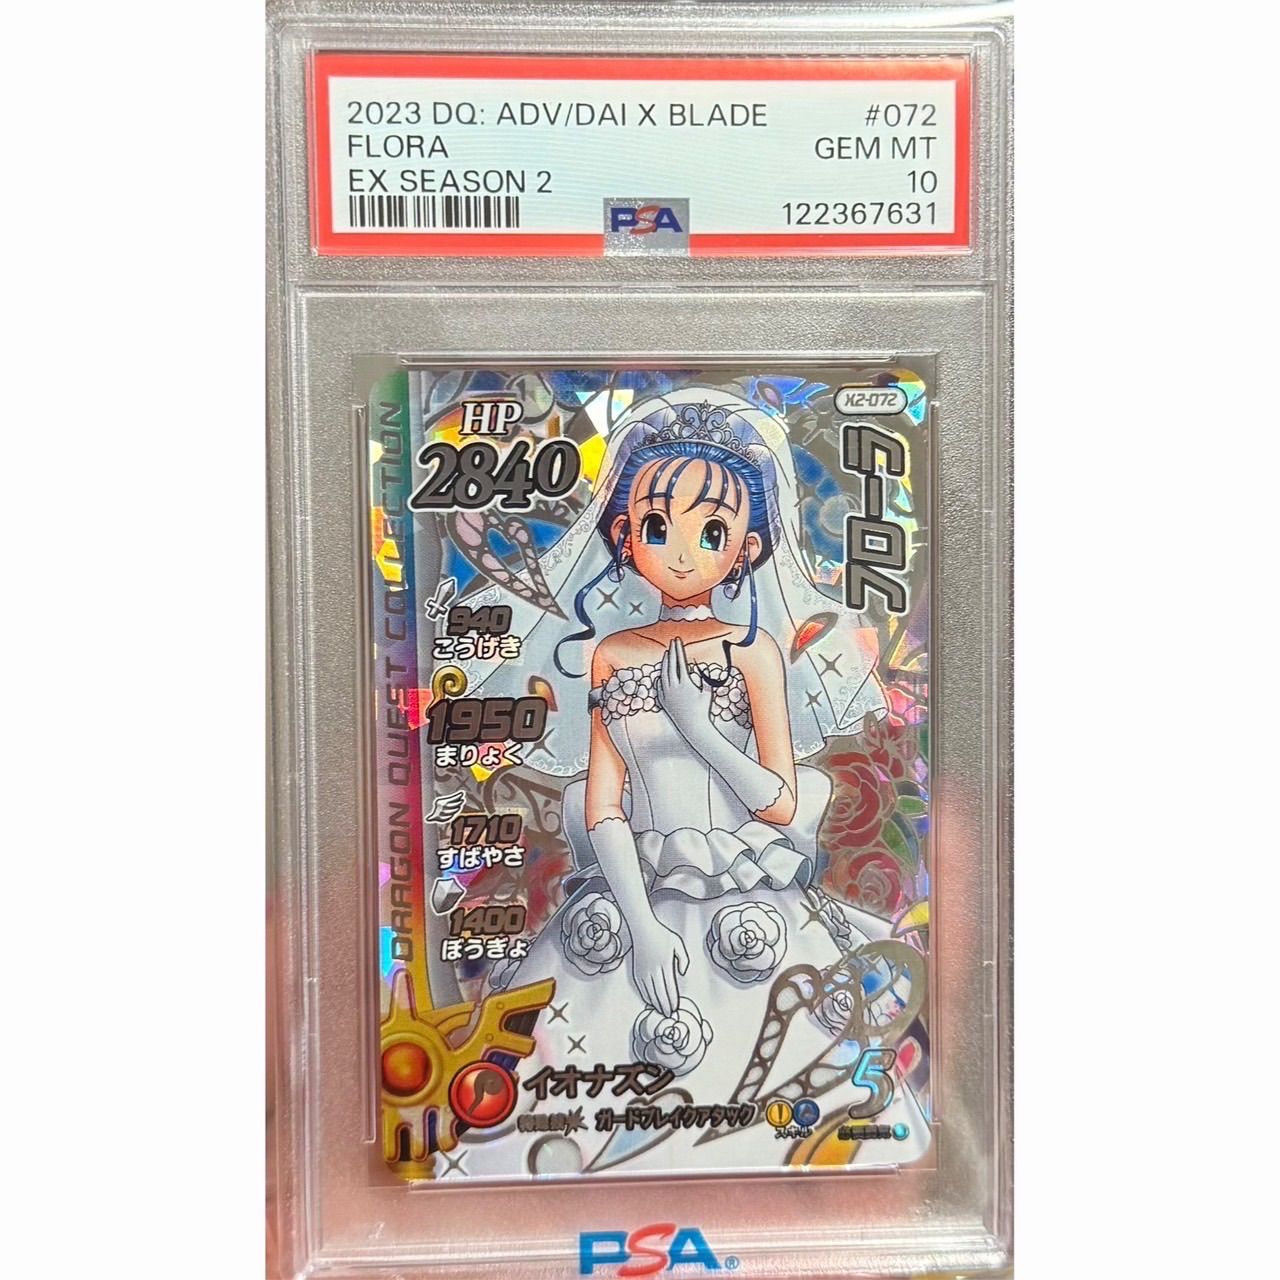 2023 DQ: ADV/DAI X BLADE #072
FLORA GEM MT
EX SEASON 2 10
PSA 122367631
X2-072
フローラ
HP
2840
940
こうげき
1950
まりょく
1710
すばやさ
1400
ぼうぎょ
DRAGON QUEST COLLECTION
イオナズン
ガードブレイクアタック
スキル
5
PSA®